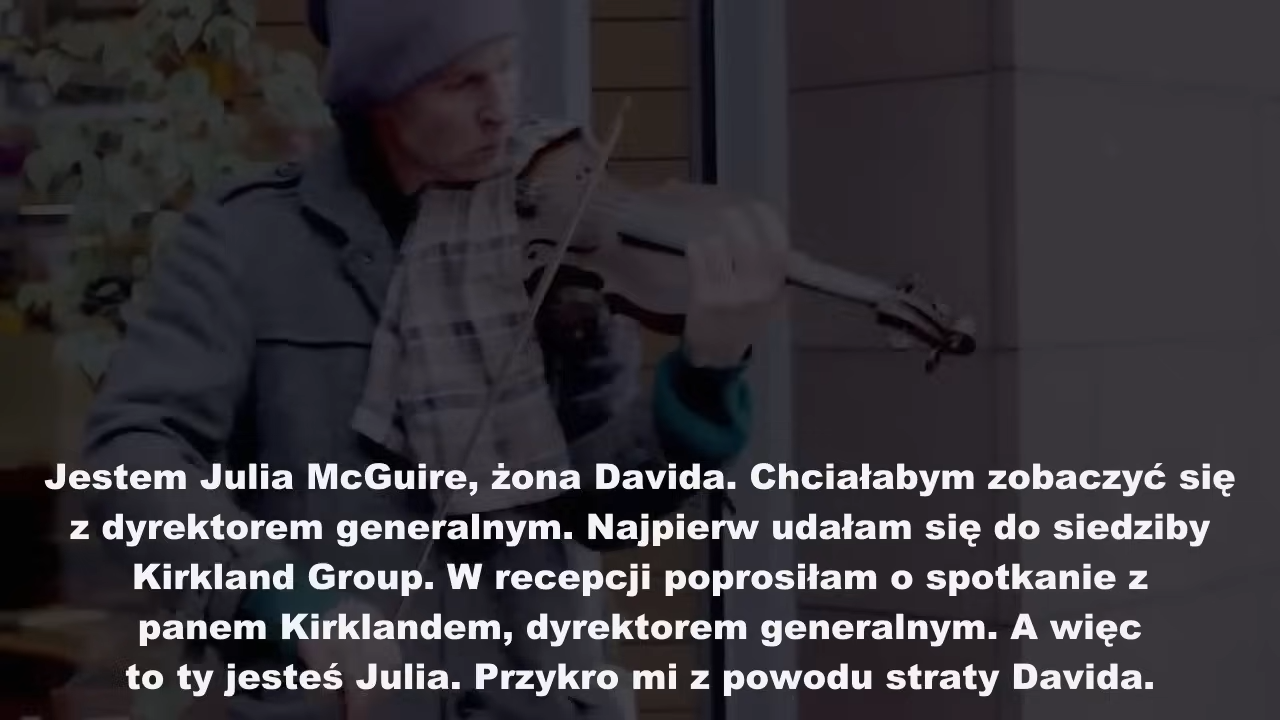 Jestem Julia McGuire, żona Davida. Chciałabym zobaczyć się
z dyrektorem generalnym. Najpierw udałam się do siedziby
Kirkland Group. W recepcji poprosiłam o spotkanie z
panem Kirklandem, dyrektorem generalnym. A więc
to ty jesteś Julia. Przykro mi z powodu straty Davida.